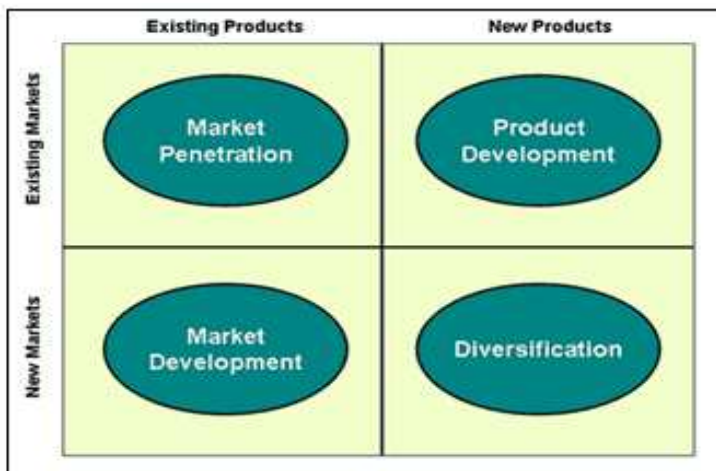 Existing Products
New Products
Existing Markets
Market
Penetration
Product
Development
New Markets
Market
Development
Diversification